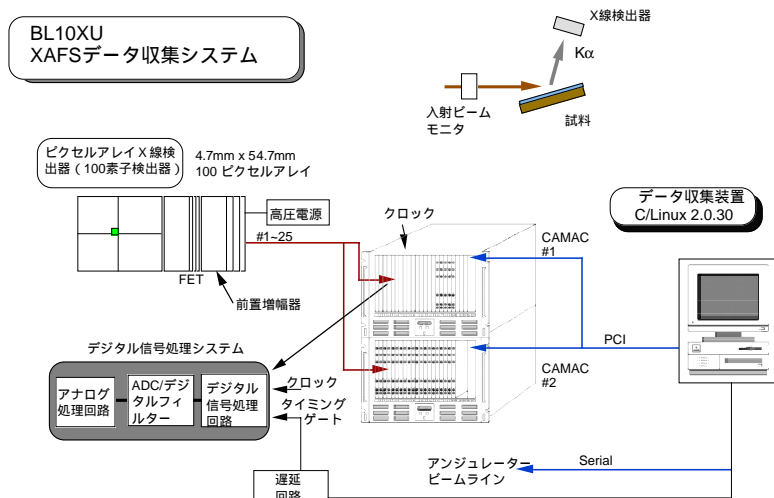 BL10XU
XAFSデータ収集システム
X線検出器
Kα
入射ビーム
モニタ
試料
ピクセルアレイX線検
出器（100素子検出器）
4.7mm x 54.7mm
100 ピクセルアレイ
高圧電源
#1~25
FET
前置増幅器
クロック
CAMAC
#1
データ収集装置
C/Linux 2.0.30
PCI
CAMAC
#2
デジタル信号処理システム
アナログ
処理回路
ADC/デジ
タルフィ
ルター
デジタル
信号処理
回路
クロック
タイミング
ゲート
遅延
回路
アンジュレーター
ビームライン
Serial